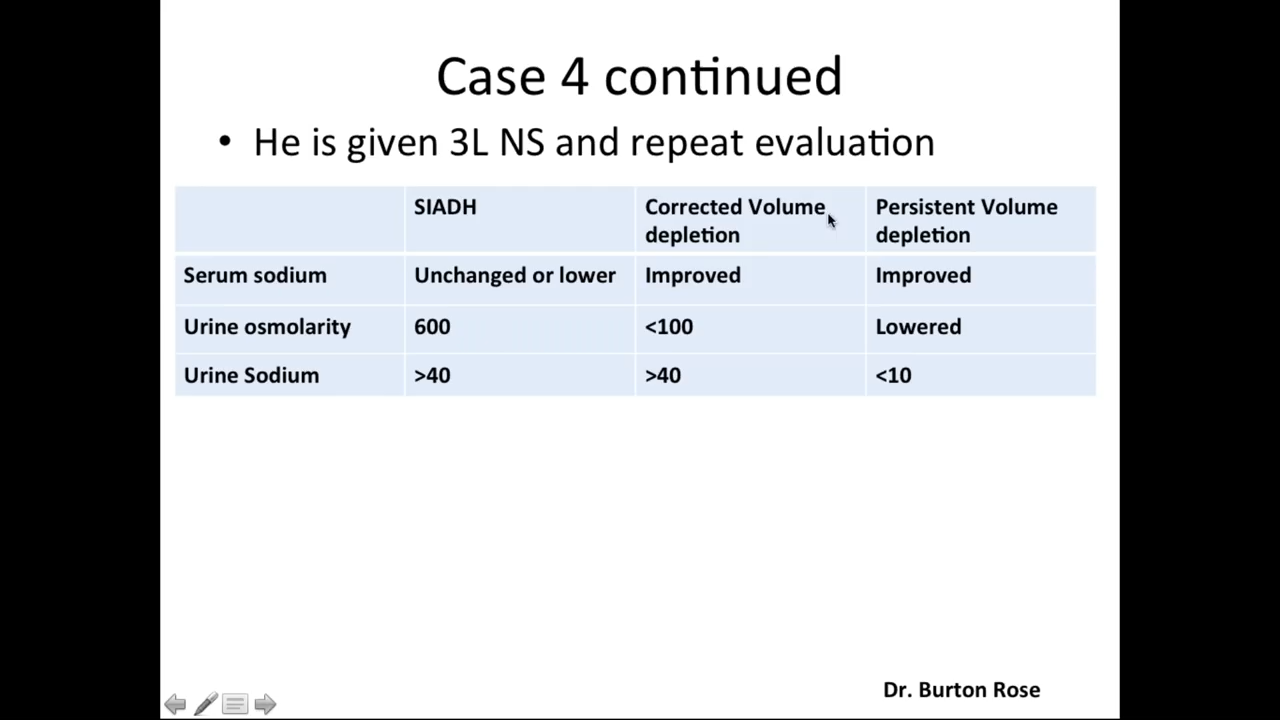 Case 4 continued
• He is given 3L NS and repeat evaluation
SIADH
Corrected Volume depletion
Persistent Volume depletion
Serum sodium
Unchanged or lower
Improved
Improved
Urine osmolarity
600
<100
Lowered
Urine Sodium
>40
>40
<10
Dr. Burton Rose